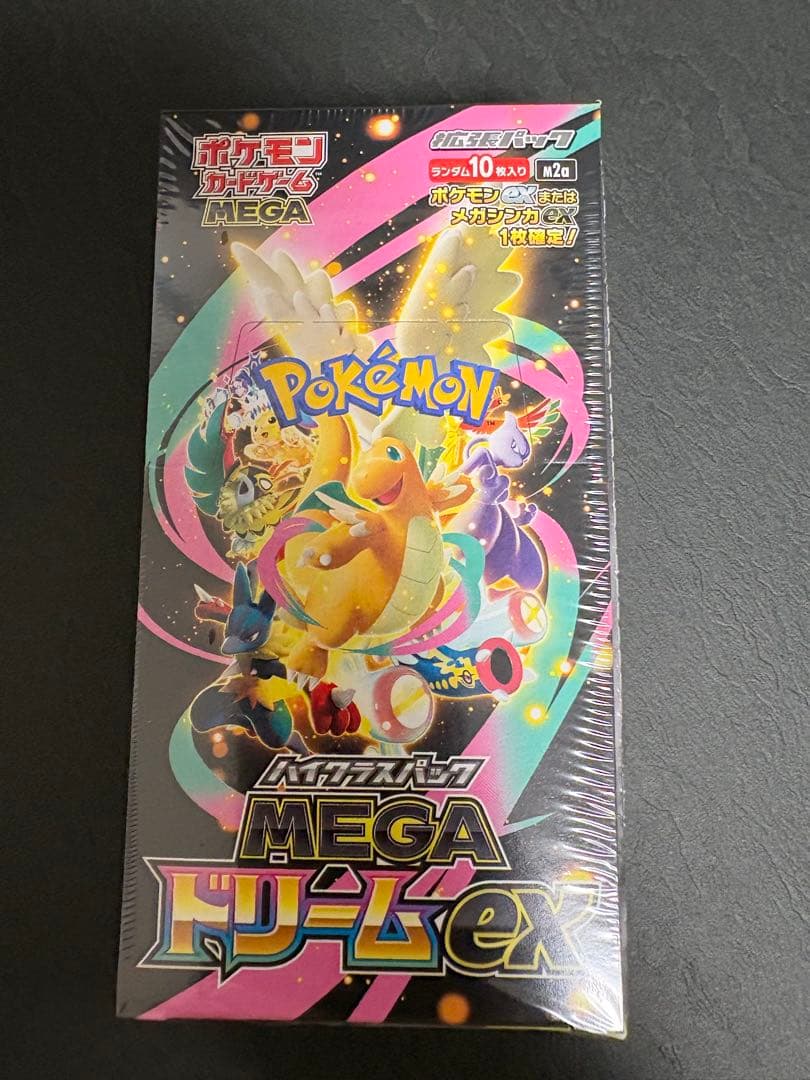 ポケモン
カードゲーム™
MEGA
拡張パック
ランダム10枚入り
M2a
ポケモンexまたは
メガシンカex
1枚確定!
POKÉMON
TM
ハイクラスパック
MEGA
ドリームex